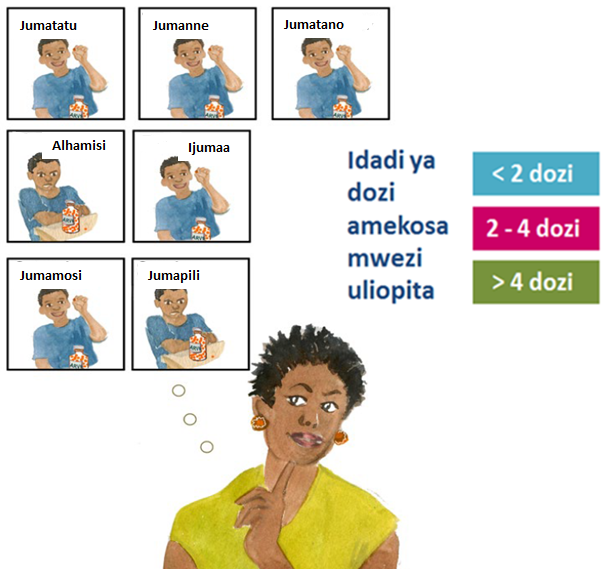 Jumatatu
Jumanne
Jumatano
Alhamisi
Ijumaa
Jumamosi
Jumapili
Idadi ya
dozi
amekosa
mwezi
uliopita
< 2 dozi
2 - 4 dozi
> 4 dozi